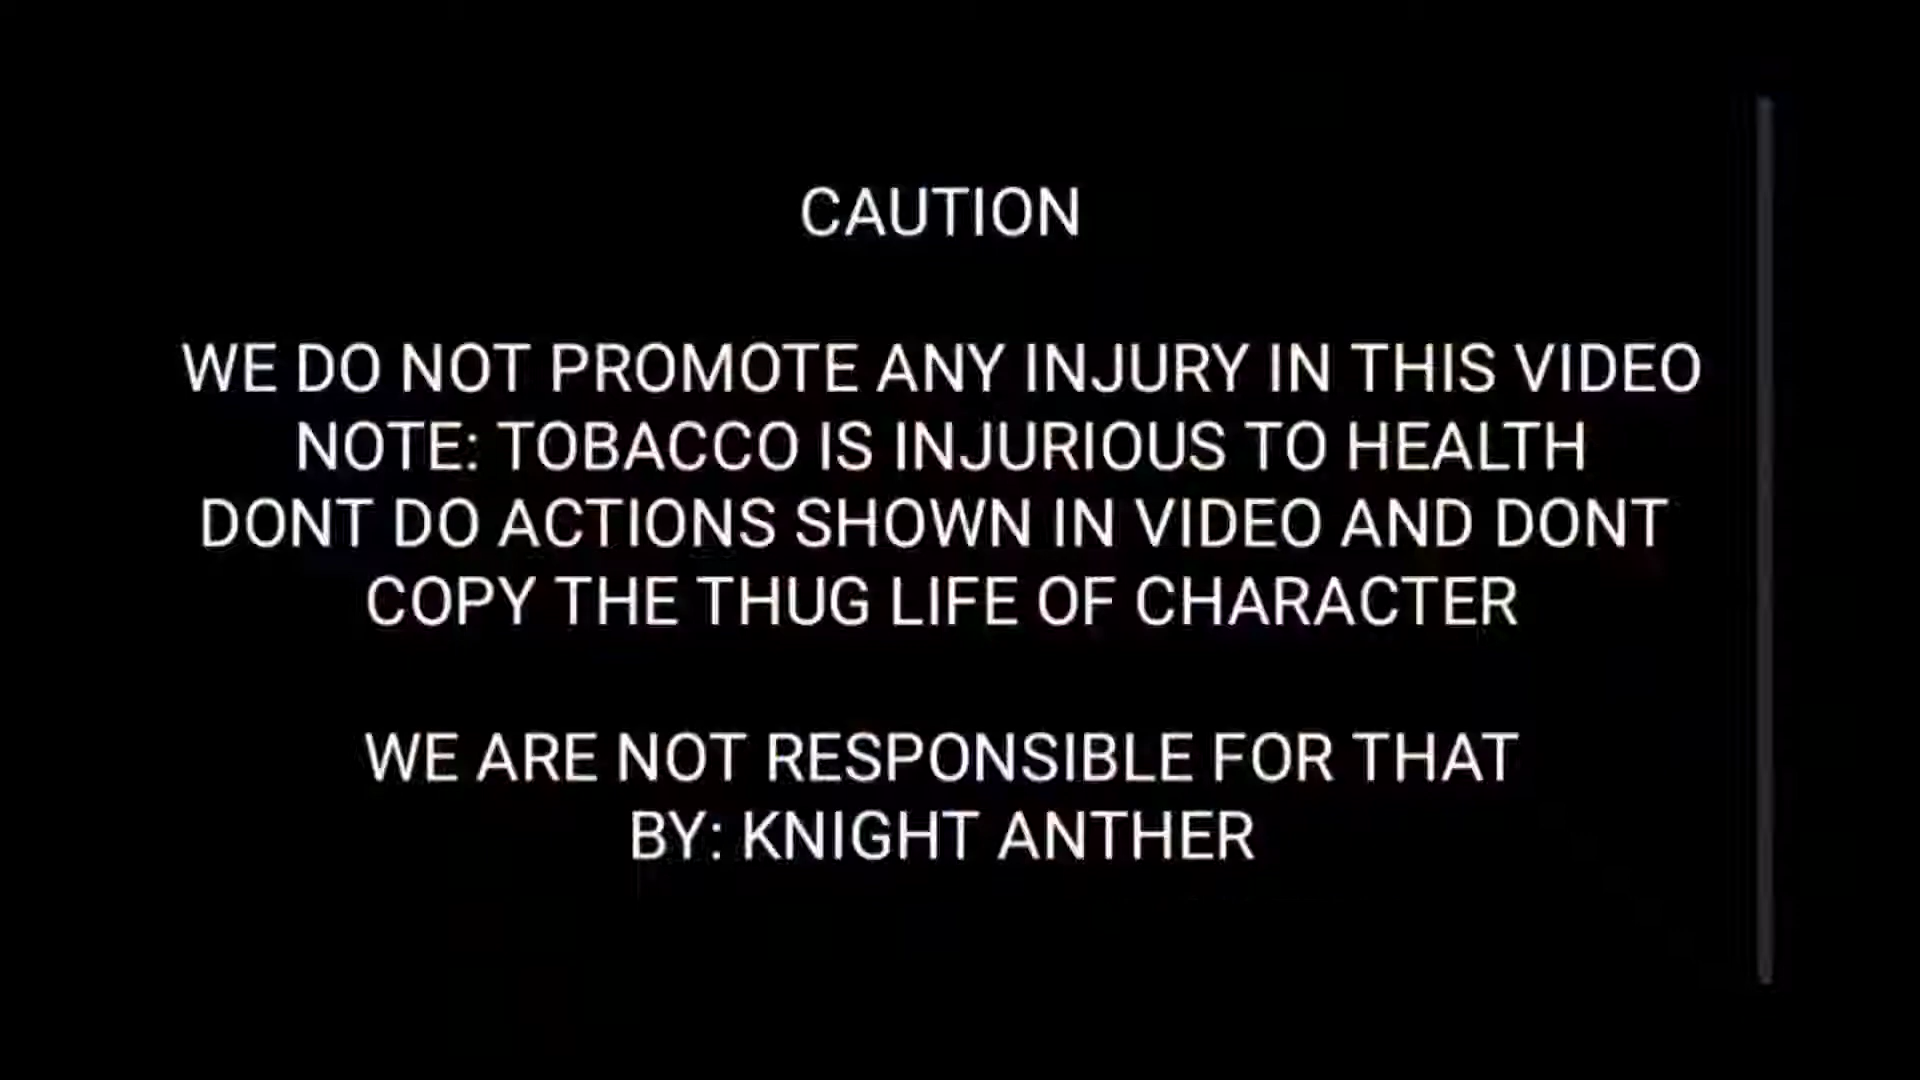 CAUTION
WE DO NOT PROMOTE ANY INJURY IN THIS VIDEO
NOTE: TOBACCO IS INJURIOUS TO HEALTH
DONT DO ACTIONS SHOWN IN VIDEO AND DONT
COPY THE THUG LIFE OF CHARACTER
WE ARE NOT RESPONSIBLE FOR THAT
BY: KNIGHT ANTHER